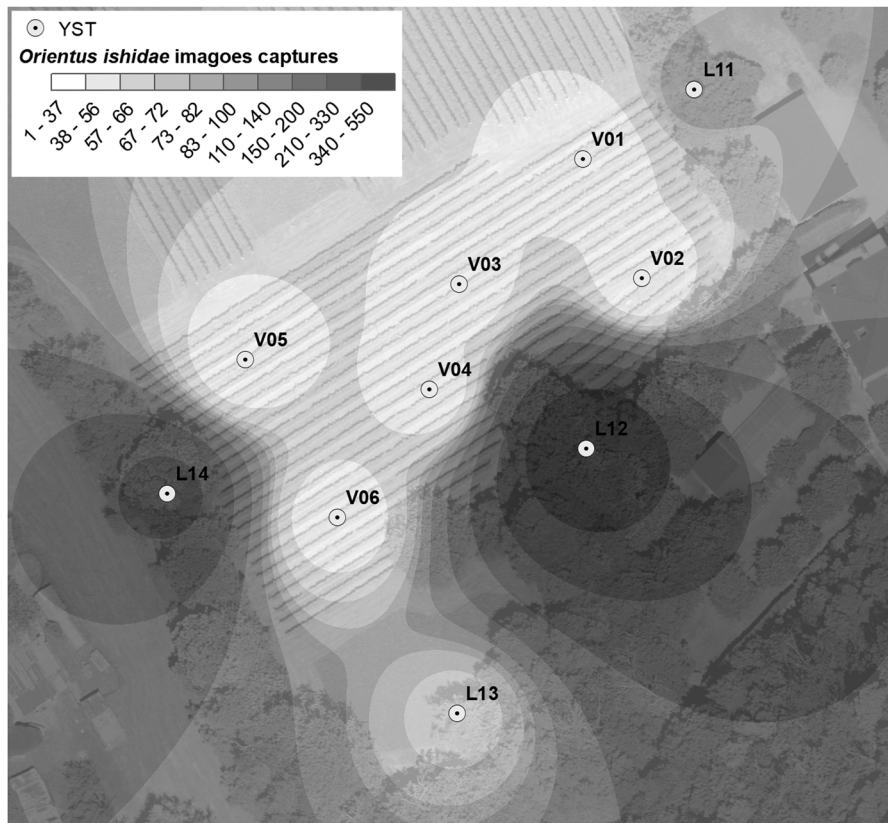 YST
Orientus ishidae imagoes captures
1 - 37
38 - 56
57 - 66
67 - 72
73 - 82
83 - 100
110 - 140
150 - 200
210 - 330
340 - 550
L11
V01
V02
V03
V05
V04
L12
L14
V06
L13